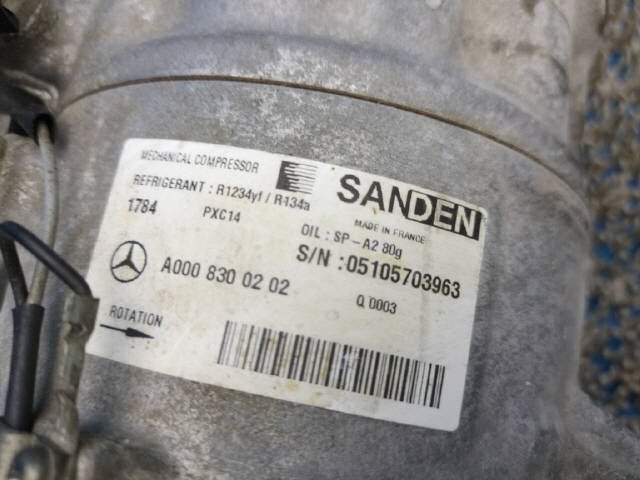 MECHANICAL COMPRESSOR
SANDEN
REFRIGERANT : R1234yf / R134a
MADE IN FRANCE
1784 PXC14 OIL : SP-A2 80g
S/N : 05105703963
A000 830 02 02
Q 0003
ROTATION